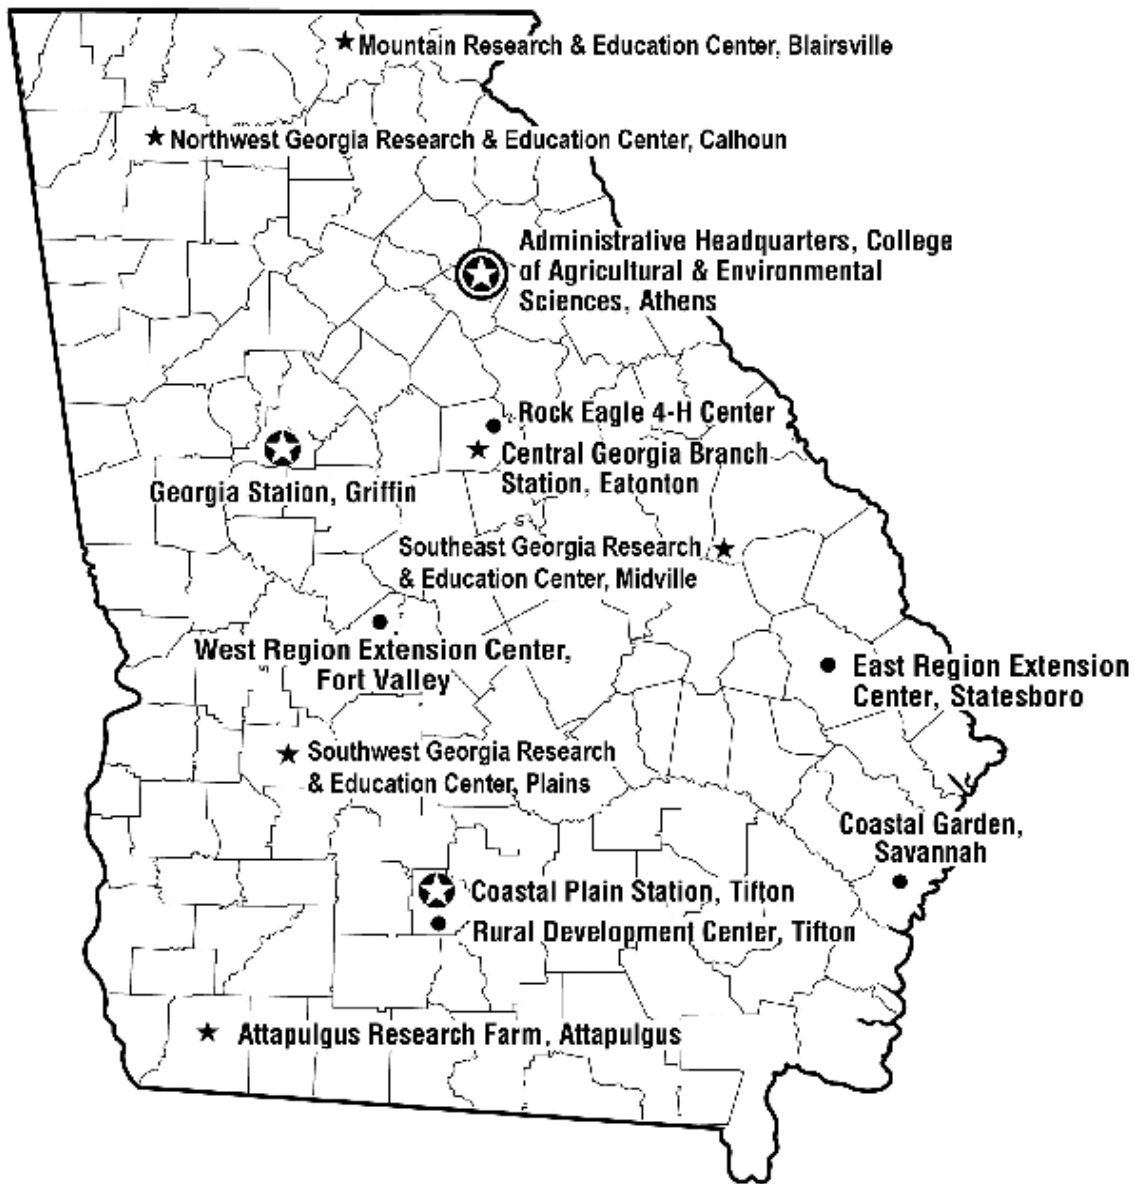 Mountain Research & Education Center, Blairsville
Northwest Georgia Research & Education Center, Calhoun
Administrative Headquarters, College
of Agricultural & Environmental
Sciences, Athens
Rock Eagle 4-H Center
Central Georgia Branch
Station, Eatonton
Georgia Station, Griffin
Southeast Georgia Research
& Education Center, Midville
West Region Extension Center,
Fort Valley
East Region Extension
Center, Statesboro
Southwest Georgia Research
& Education Center, Plains
Coastal Garden,
Savannah
Coastal Plain Station, Tifton
Rural Development Center, Tifton
Attapulgus Research Farm, Attapulgus